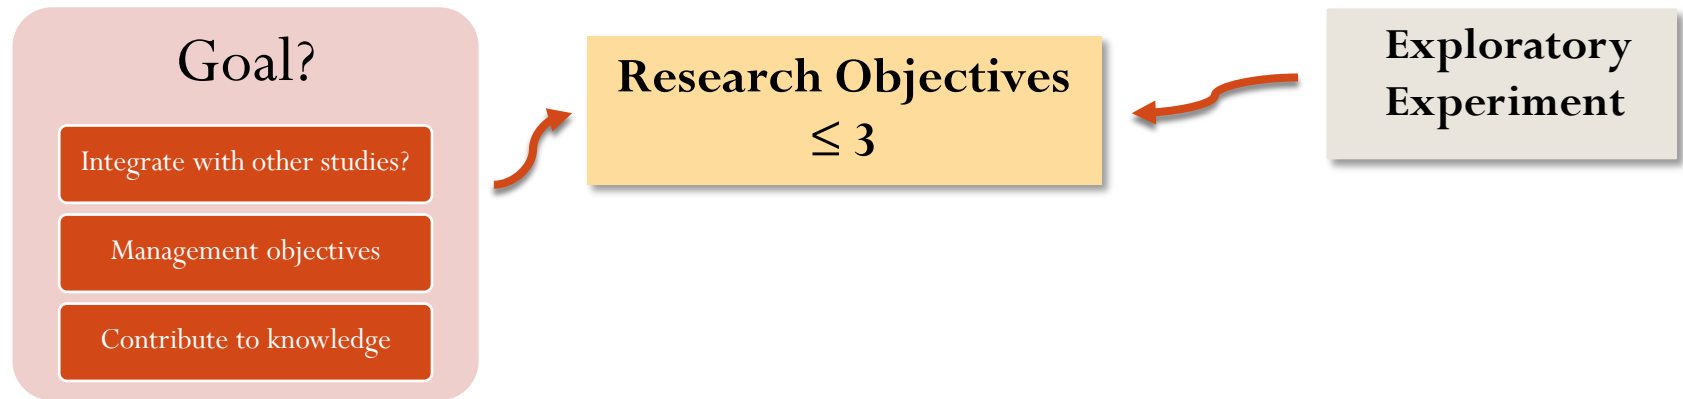 Goal?
Integrate with other studies?
Management objectives
Contribute to knowledge
Research Objectives
≤ 3
Exploratory
Experiment